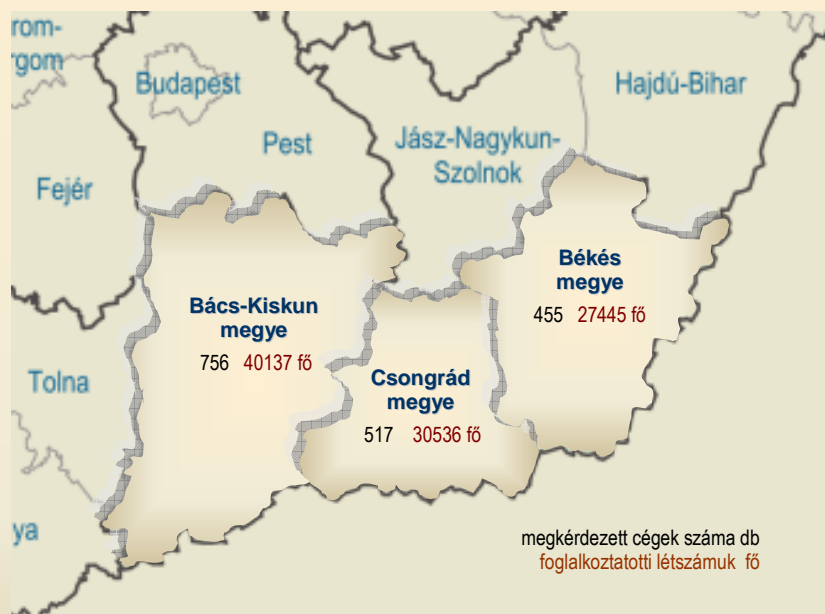 rom-
rgom
Budapest
Hajdú-Bihar
Pest
Jász-Nagykun-
Szolnok
Fejér
Békés
megye
455 27445 fő
Bács-Kiskun
megye
756 40137 fő
Tolna
Csongrád
megye
517 30536 fő
ya
megkérdezett cégek száma db
foglalkoztatotti létszámuk fő